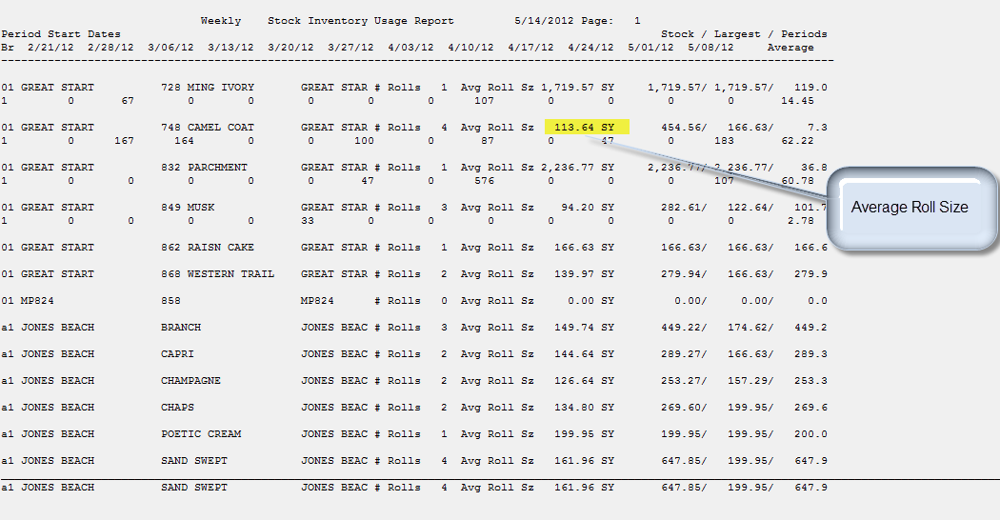 Weekly Stock Inventory Usage Report 5/14/2012 Page: 1
Period Start Dates Stock / Largest / Periods
Br 2/21/12 2/28/12 3/06/12 3/13/12 3/20/12 3/27/12 4/03/12 4/10/12 4/17/12 4/24/12 5/01/12 5/08/12 Average
01 GREAT START 728 MING IVORY GREAT STAR # Rolls 1 Avg Roll Sz 1,719.57 SY 1,719.57/ 1,719.57/ 119.0
1 0 67 0 0 0 0 0 107 0 0 0 0 14.45
01 GREAT START 748 CAMEL COAT GREAT STAR # Rolls 4 Avg Roll Sz 113.64 SY 454.56/ 166.63/ 7.3
1 0 167 164 0 0 100 0 87 0 47 0 183 62.22
01 GREAT START 832 PARCHMENT GREAT STAR # Rolls 1 Avg Roll Sz 2,236.77 SY 2,236.77/ 2,236.77/ 36.8
1 0 0 0 0 0 47 0 576 0 0 0 107 60.78
Average Roll Size
01 GREAT START 849 MUSK GREAT STAR # Rolls 3 Avg Roll Sz 94.20 SY 282.61/ 122.64/ 101.7
1 0 0 0 0 33 0 0 0 0 0 0 0 2.78
01 GREAT START 862 RAISN CAKE GREAT STAR # Rolls 1 Avg Roll Sz 166.63 SY 166.63/ 166.63/ 166.6
01 GREAT START 868 WESTERN TRAIL GREAT STAR # Rolls 2 Avg Roll Sz 139.97 SY 279.94/ 166.63/ 279.9
01 MP824 858 MP824 # Rolls 0 Avg Roll Sz 0.00 SY 0.00/ 0.00/ 0.0
a1 JONES BEACH BRANCH JONES BEAC # Rolls 3 Avg Roll Sz 149.74 SY 449.22/ 174.62/ 449.2
a1 JONES BEACH CAPRI JONES BEAC # Rolls 2 Avg Roll Sz 144.64 SY 289.27/ 166.63/ 289.3
a1 JONES BEACH CHAMPAGNE JONES BEAC # Rolls 2 Avg Roll Sz 126.64 SY 253.27/ 157.29/ 253.3
a1 JONES BEACH CHAPS JONES BEAC # Rolls 2 Avg Roll Sz 134.80 SY 269.60/ 199.95/ 269.6
a1 JONES BEACH POETIC CREAM JONES BEAC # Rolls 1 Avg Roll Sz 199.95 SY 199.95/ 199.95/ 200.0
a1 JONES BEACH SAND SWEPT JONES BEAC # Rolls 4 Avg Roll Sz 161.96 SY 647.85/ 199.95/ 647.9
a1 JONES BEACH SAND SWEPT JONES BEAC # Rolls 4 Avg Roll Sz 161.96 SY 647.85/ 199.95/ 647.9